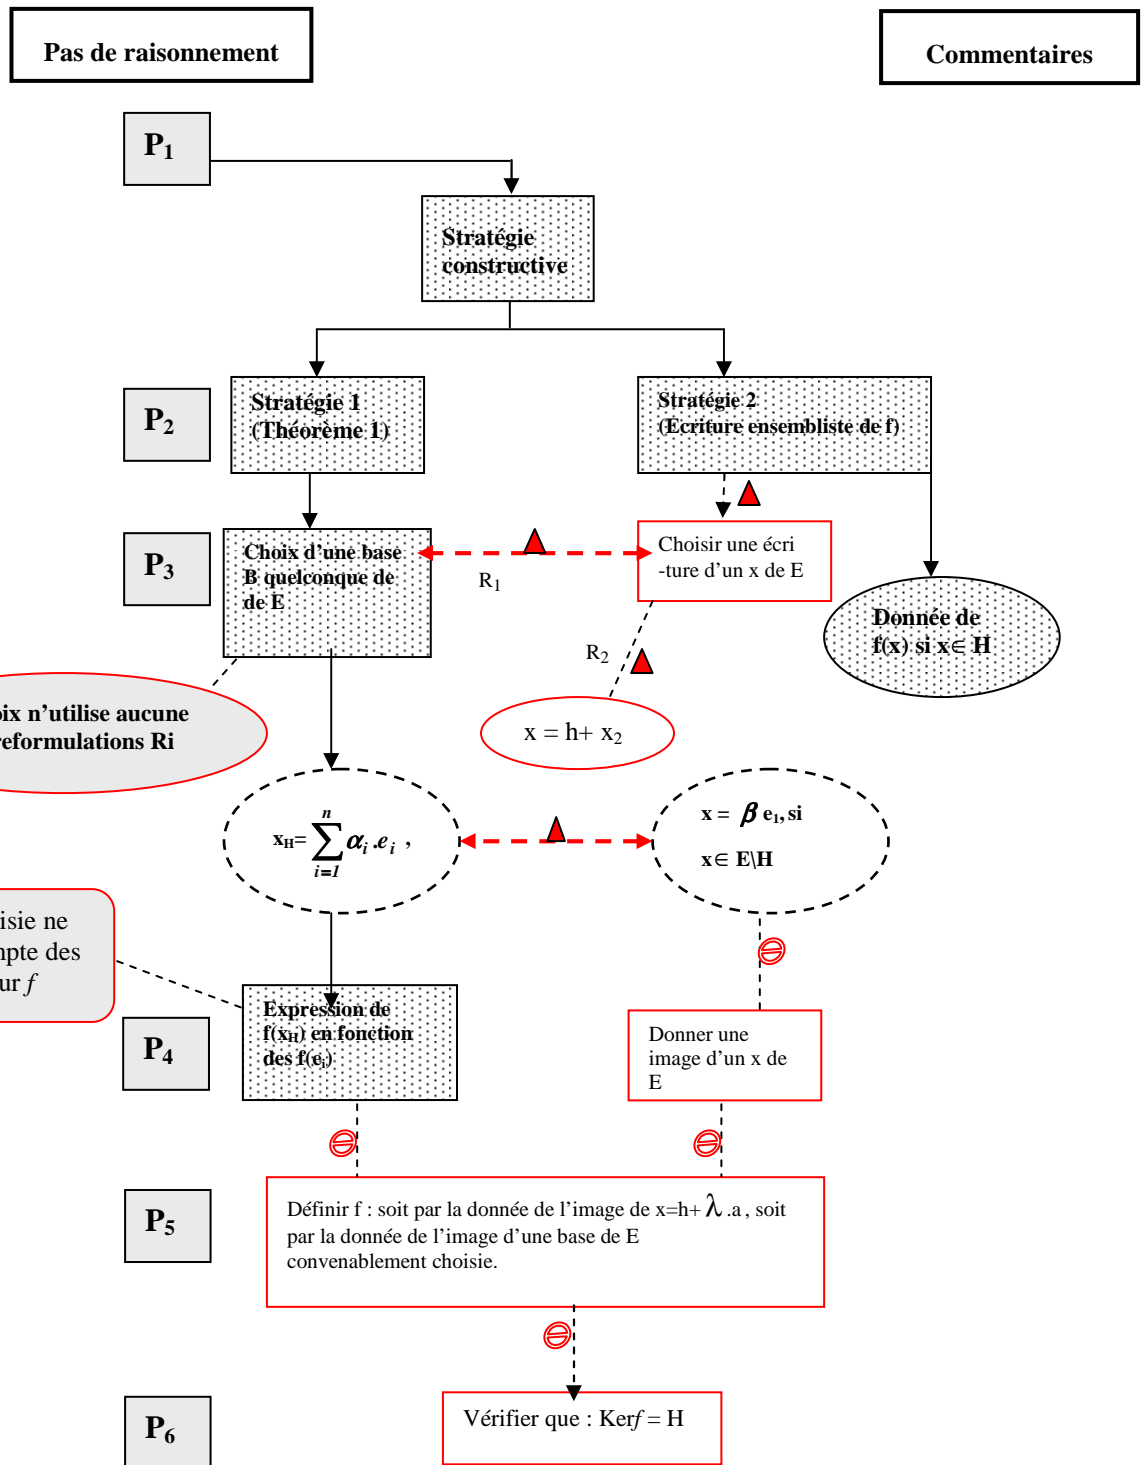 Pas de raisonnement
Commentaires
P1
Stratégie
constructive
P2
Stratégie 1
(Théorème 1)
Stratégie 2
(Ecriture ensembliste de f)
P3
Choix d'une base
B quelconque de
de E
R1
Choisir une écri
-ture d'un x de E
Donnée de
f(x) si x∈ H
R2
x = h+ x2
ix n'utilise aucune
reformulations Ri
xH= ∑ i=1 n αi .ei ,
x = β e1, si
x∈ E\H
isie ne
mpte des
ur f
P4
Expression de
f(xH) en fonction
des f(ei)
Donner une
image d'un x de
E
P5
Définir f : soit par la donnée de l'image de x=h+ λ .a , soit
par la donnée de l'image d'une base de E
convenablement choisie.
P6
Vérifier que : Kerf = H